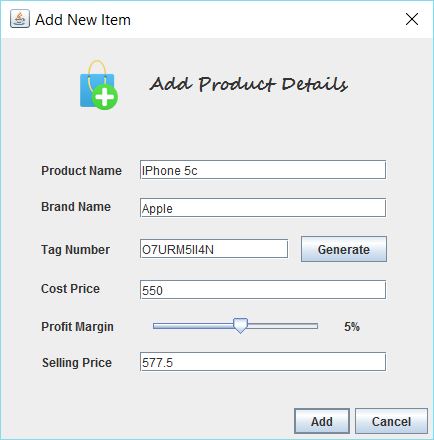 Add New Item
Add Product Details
Product Name IPhone 5c
Brand Name Apple
Tag Number O7URM5II4N Generate
Cost Price 550
Profit Margin 5%
Selling Price 577.5
Add Cancel